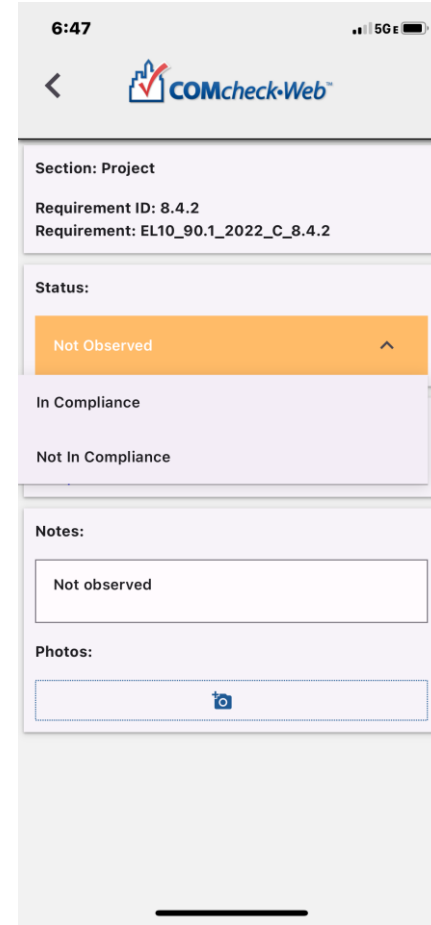 6:47
5G E
COMcheck-Web™
Section: Project
Requirement ID: 8.4.2
Requirement: EL10_90.1_2022_C_8.4.2
Status:
Not Observed
In Compliance
Not In Compliance
Notes:
Not observed
Photos: